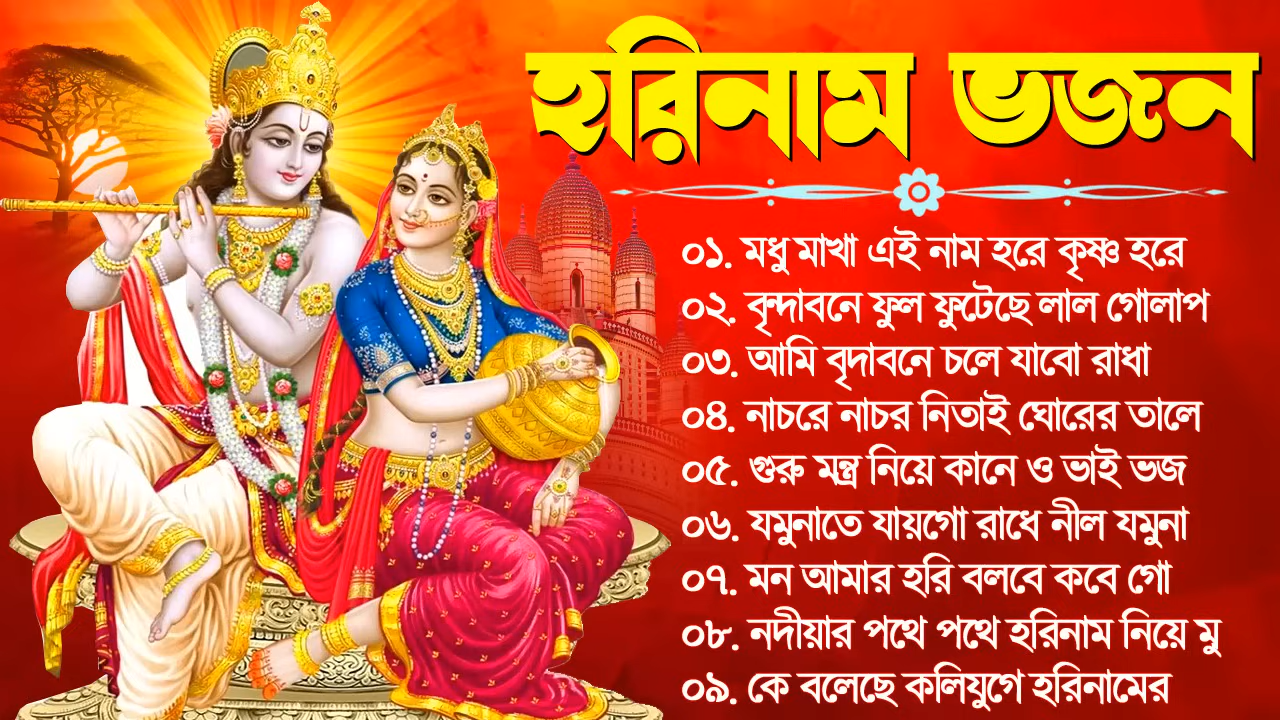 হরিনাম ভজন
০১. মধু মাখা এই নাম হরে কৃষ্ণ হরে
০২. বৃন্দাবনে ফুল ফুটেছে লাল গোলাপ
০৩. আমি বৃদাবনে চলে যাবো রাধা
০৪. নাচরে নাচর নিতাই ঘোরের তালে
০৫. গুরু মন্ত্র নিয়ে কানে ও ভাই ভজ
০৬. যমুনাতে যায়গো রাধে নীল যমুনা
০৭. মন আমার হরি বলবে কবে গো
০৮. নদীয়ার পথে পথে হরিনাম নিয়ে মু
০৯. কে বলেছে কলিযুগে হরিনামের